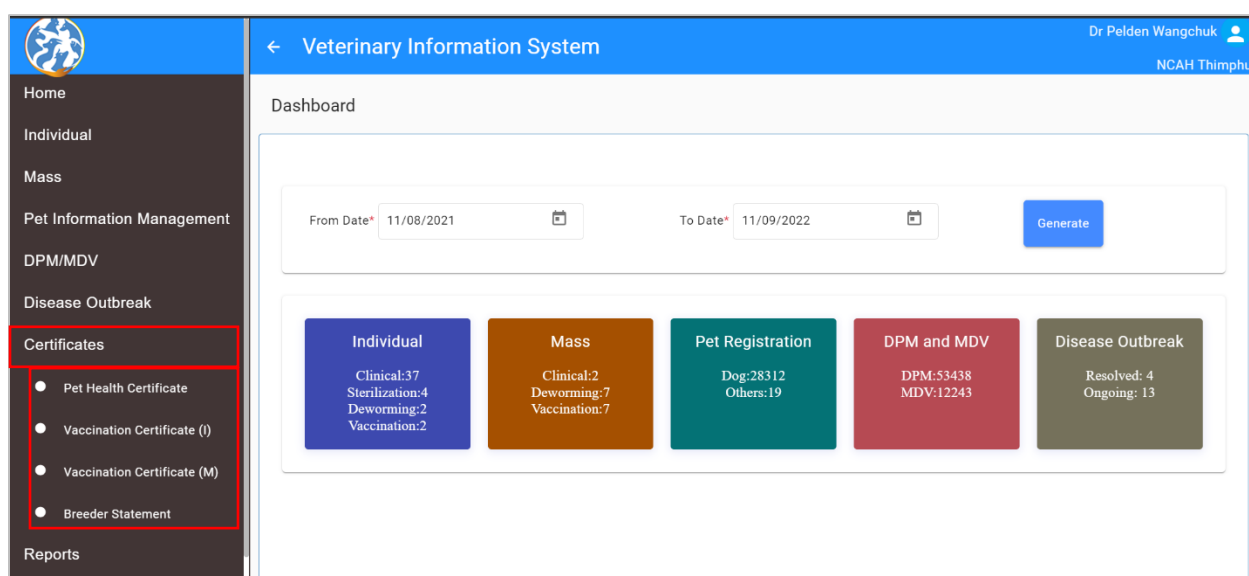 Veterinary Information System
Dr Pelden Wangchuk
NCAH Thimphu
Home
Individual
Mass
Pet Information Management
DPM/MDV
Disease Outbreak
Certificates
Pet Health Certificate
Vaccination Certificate (I)
Vaccination Certificate (M)
Breeder Statement
Reports
Dashboard
From Date* 11/08/2021
To Date* 11/09/2022
Generate
Individual
Clinical:37
Sterilization:4
Deworming:2
Vaccination:2
Mass
Clinical:2
Deworming:7
Vaccination:7
Pet Registration
Dog:28312
Others:19
DPM and MDV
DPM:53438
MDV:12243
Disease Outbreak
Resolved: 4
Ongoing: 13